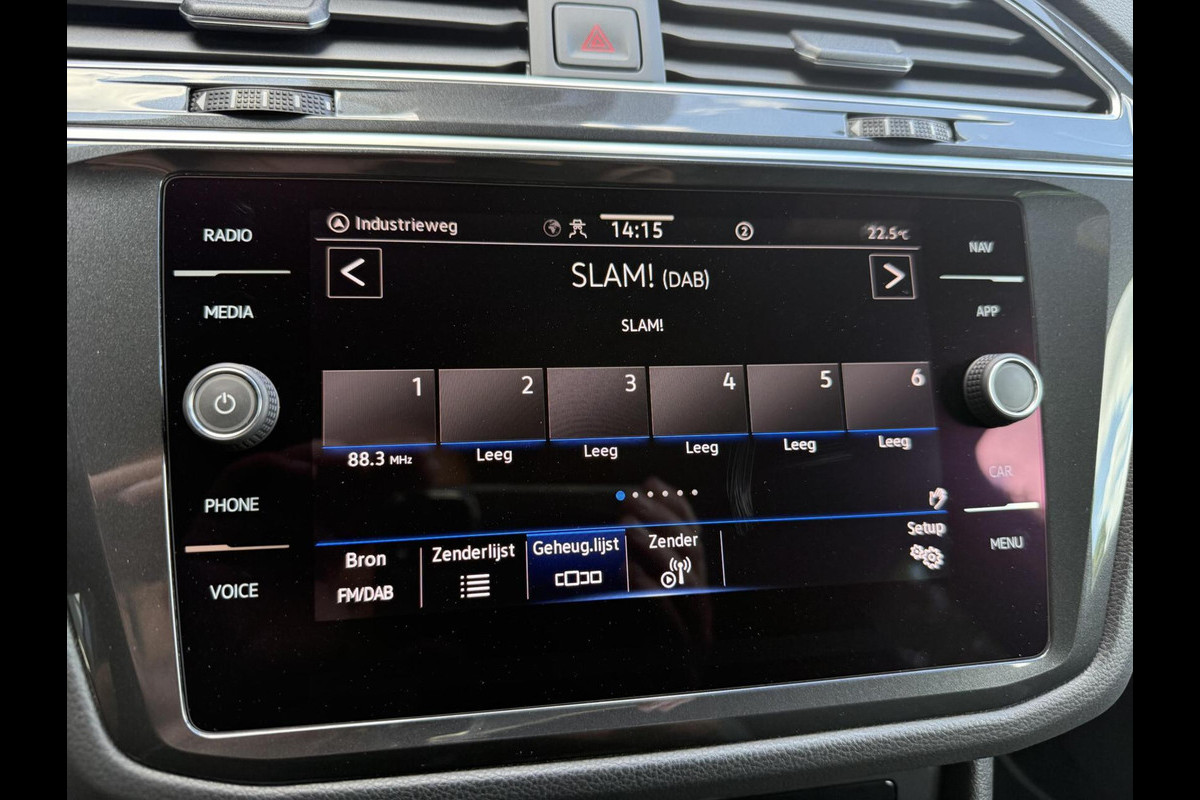 RADIO
MEDIA
PHONE
VOICE
Industrieweg 14:15 2 22.5°C
SLAM! (DAB)
SLAM!
1 2 3 4 5 6
88.3 MHz Leeg Leeg Leeg Leeg Leeg
Bron
FM/DAB
Zenderlijst
Geheug.lijst
Zender
Setup
NAV
APP
CAR
MENU